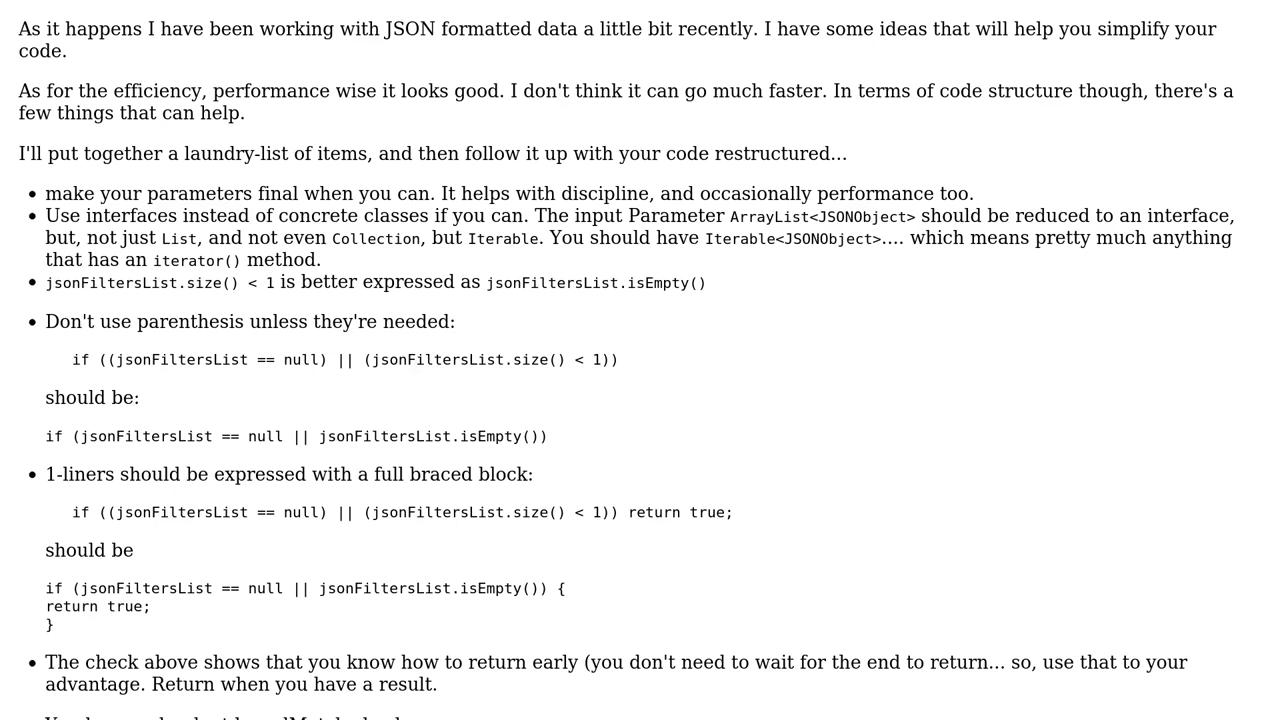 As it happens I have been working with JSON formatted data a little bit recently. I have some ideas that will help you simplify your
code.
As for the efficiency, performance wise it looks good. I don't think it can go much faster. In terms of code structure though, there's a
few things that can help.
I'll put together a laundry-list of items, and then follow it up with your code restructured...
• make your parameters final when you can. It helps with discipline, and occasionally performance too.
• Use interfaces instead of concrete classes if you can. The input Parameter ArrayList<JSONObject> should be reduced to an interface,
but, not just List, and not even Collection, but Iterable. You should have Iterable<JSONObject>.... which means pretty much anything
that has an iterator() method.
• jsonFiltersList.size() < 1 is better expressed as jsonFiltersList.isEmpty()
• Don't use parenthesis unless they're needed:
if ((jsonFiltersList == null) || (jsonFiltersList.size() < 1))
should be:
if (jsonFiltersList == null || jsonFiltersList.isEmpty())
• 1-liners should be expressed with a full braced block:
if ((jsonFiltersList == null) || (jsonFiltersList.size() < 1)) return true;
should be
if (jsonFiltersList == null || jsonFiltersList.isEmpty()) {
return true;
}
• The check above shows that you know how to return early (you don't need to wait for the end to return... so, use that to your
advantage. Return when you have a result.